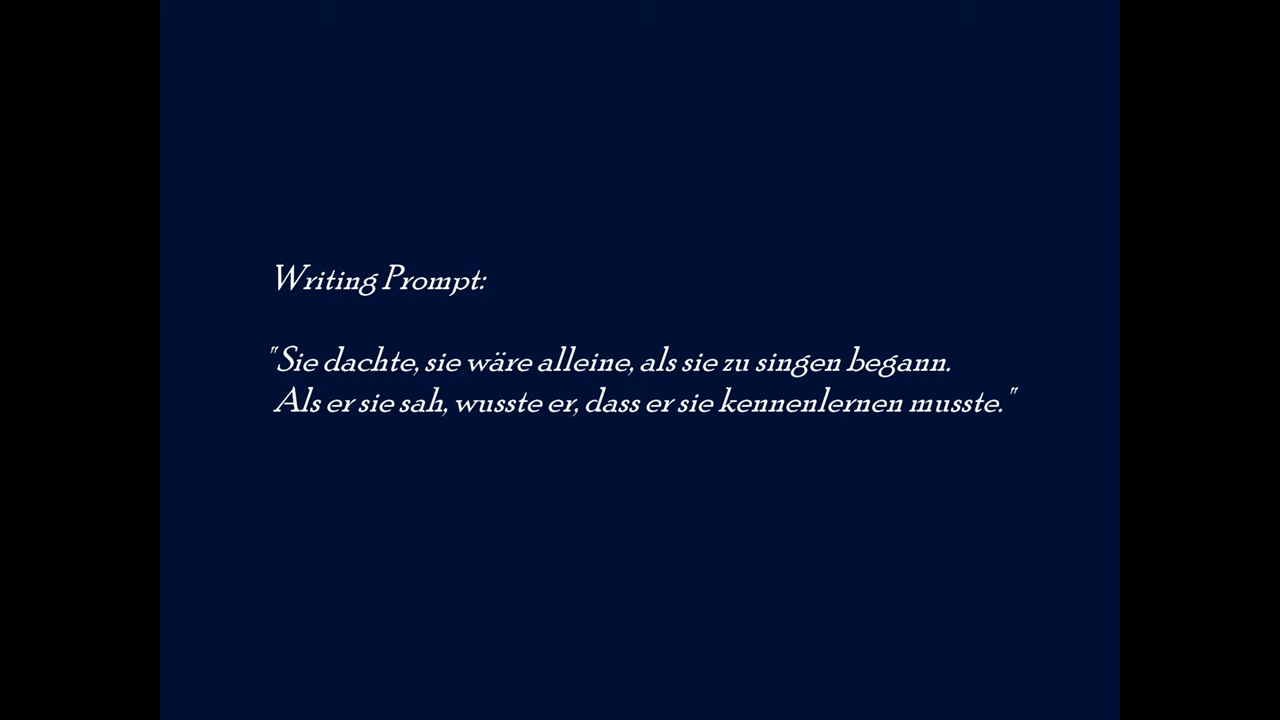 Writing Prompt:
"Sie dachte, sie wäre alleine, als sie zu singen begann.
Als er sie sah, wusste er, dass er sie kennenlernen musste."